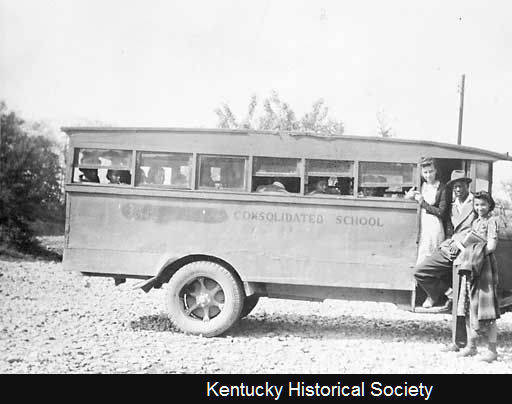 CONSOLIDATED SCHOOL
Kentucky Historical Society